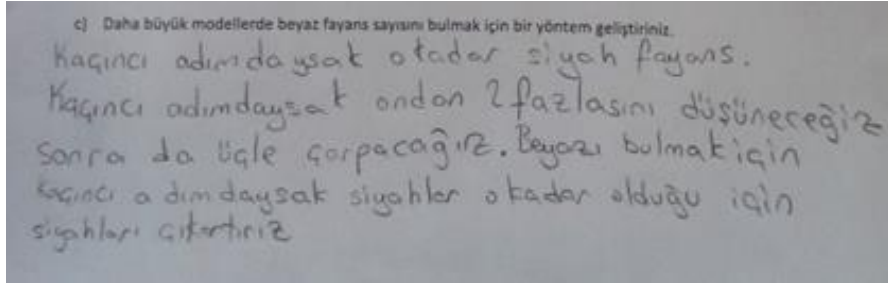 c) Daha büyük modellerde beyaz fayans sayısını bulmak için bir yöntem geliştiriniz.
Kaçıncı adımdaysak okadar siyah fayans.
Kaçıncı adımdaysak ondan 2 fazlasını düşüneceğiz
sonra da üçle çarpacağız. Beyazı bulmak için
kaçıncı adımdaysak siyahlar o kadar olduğu için
siyahları çıkartırız